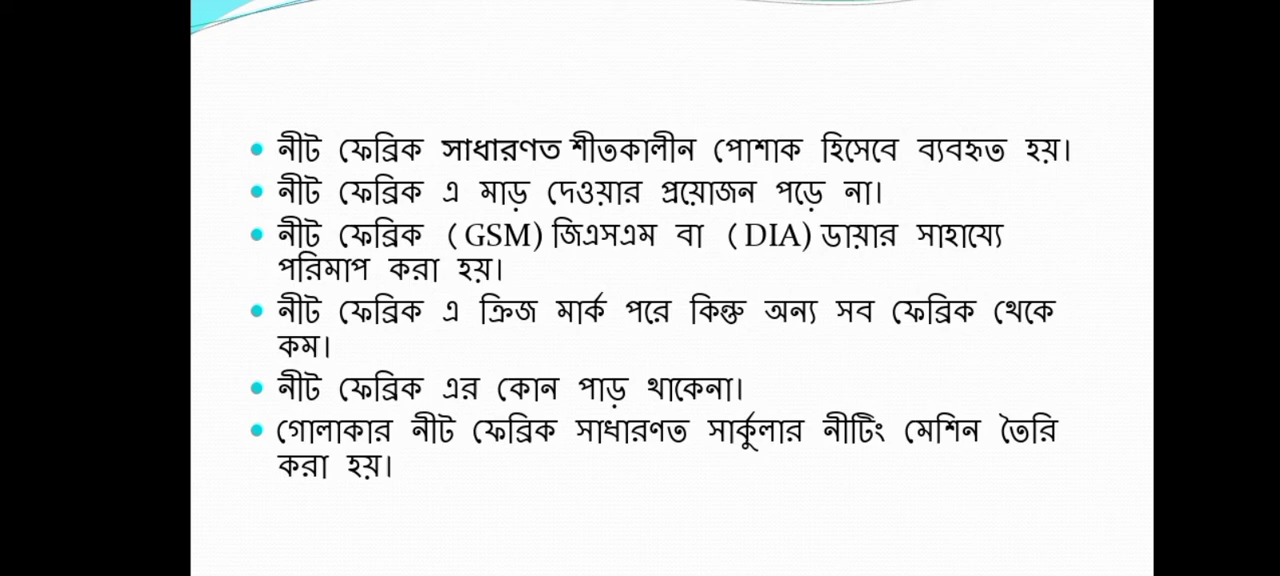 নীট ফেব্রিক সাধারণত শীতকালীন পোশাক হিসেবে ব্যবহৃত হয়।
নীট ফেব্রিক এ মাড় দেওয়ার প্রয়োজন পড়ে না।
নীট ফেব্রিক (GSM) জিএসএম বা (DIA) ডায়ার সাহায্যে
পরিমাপ করা হয়।
নীট ফেব্রিক এ ক্রিজ মার্ক পরে কিন্তু অন্য সব ফেব্রিক থেকে
কম।
নীট ফেব্রিক এর কোন পাড় থাকেনা।
গোলাকার নীট ফেব্রিক সাধারণত সার্কুলার নীটিং মেশিন তৈরি
করা হয়।